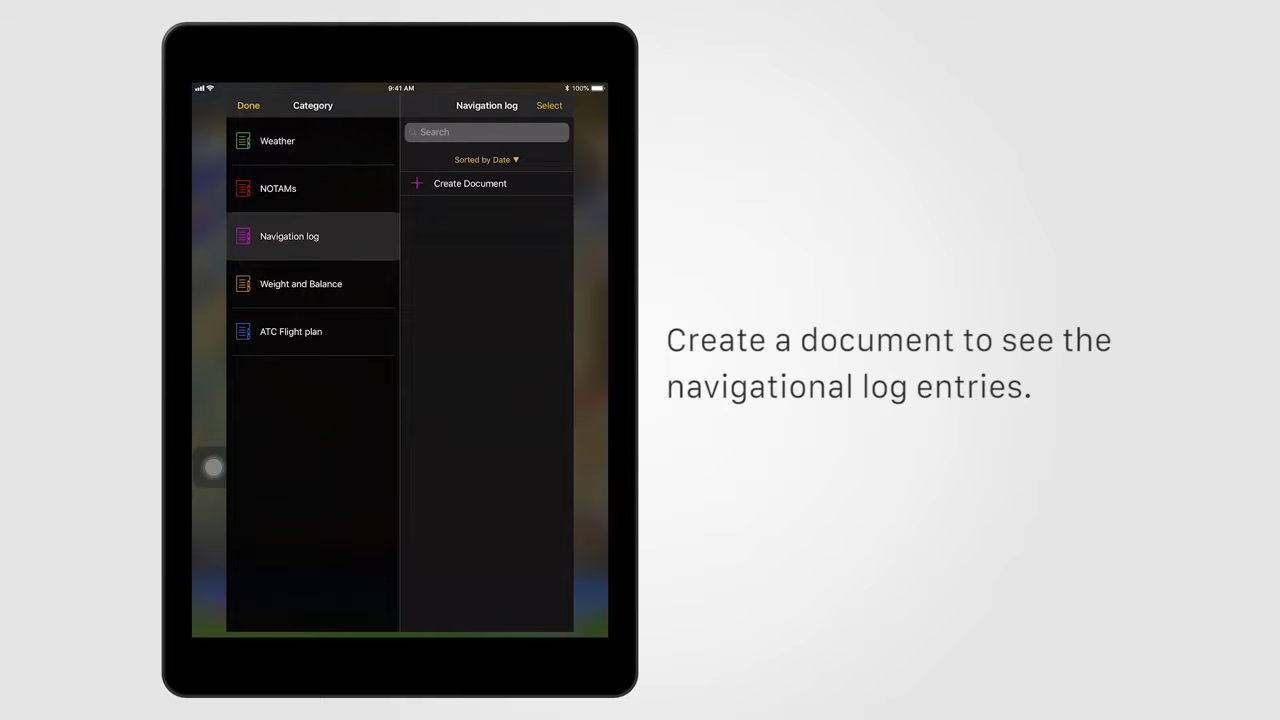 9:41 AM
100%
Done
Category
Navigation log
Select
Weather
NOTAMs
Navigation log
Weight and Balance
ATC Flight plan
Search
Sorted by Date ▼
Create Document
Create a document to see the
navigational log entries.